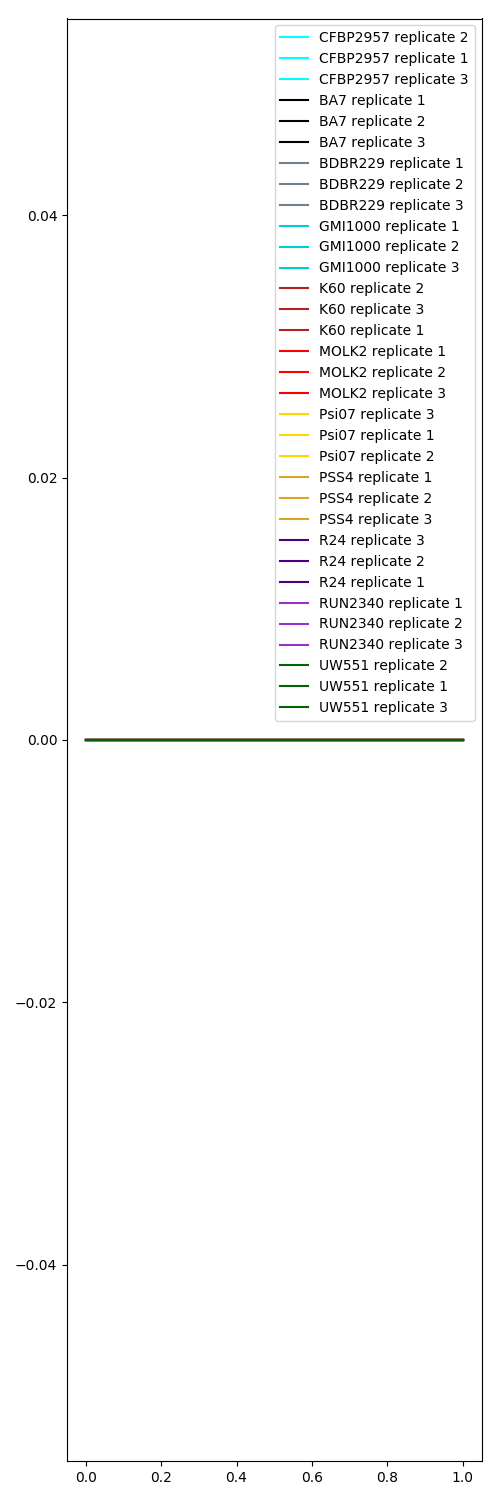 CFBP2957 replicate 2
CFBP2957 replicate 1
CFBP2957 replicate 3
BA7 replicate 1
BA7 replicate 2
BA7 replicate 3
BDBR229 replicate 1
BDBR229 replicate 2
BDBR229 replicate 3
GMI1000 replicate 1
GMI1000 replicate 2
GMI1000 replicate 3
K60 replicate 2
K60 replicate 3
K60 replicate 1
MOLK2 replicate 1
MOLK2 replicate 2
MOLK2 replicate 3
Psi07 replicate 3
Psi07 replicate 1
Psi07 replicate 2
PSS4 replicate 1
PSS4 replicate 2
PSS4 replicate 3
R24 replicate 3
R24 replicate 2
R24 replicate 1
RUN2340 replicate 1
RUN2340 replicate 2
RUN2340 replicate 3
UW551 replicate 2
UW551 replicate 1
UW551 replicate 3
0.04
0.02
0.00
−0.02
−0.04
0.0 0.2 0.4 0.6 0.8 1.0